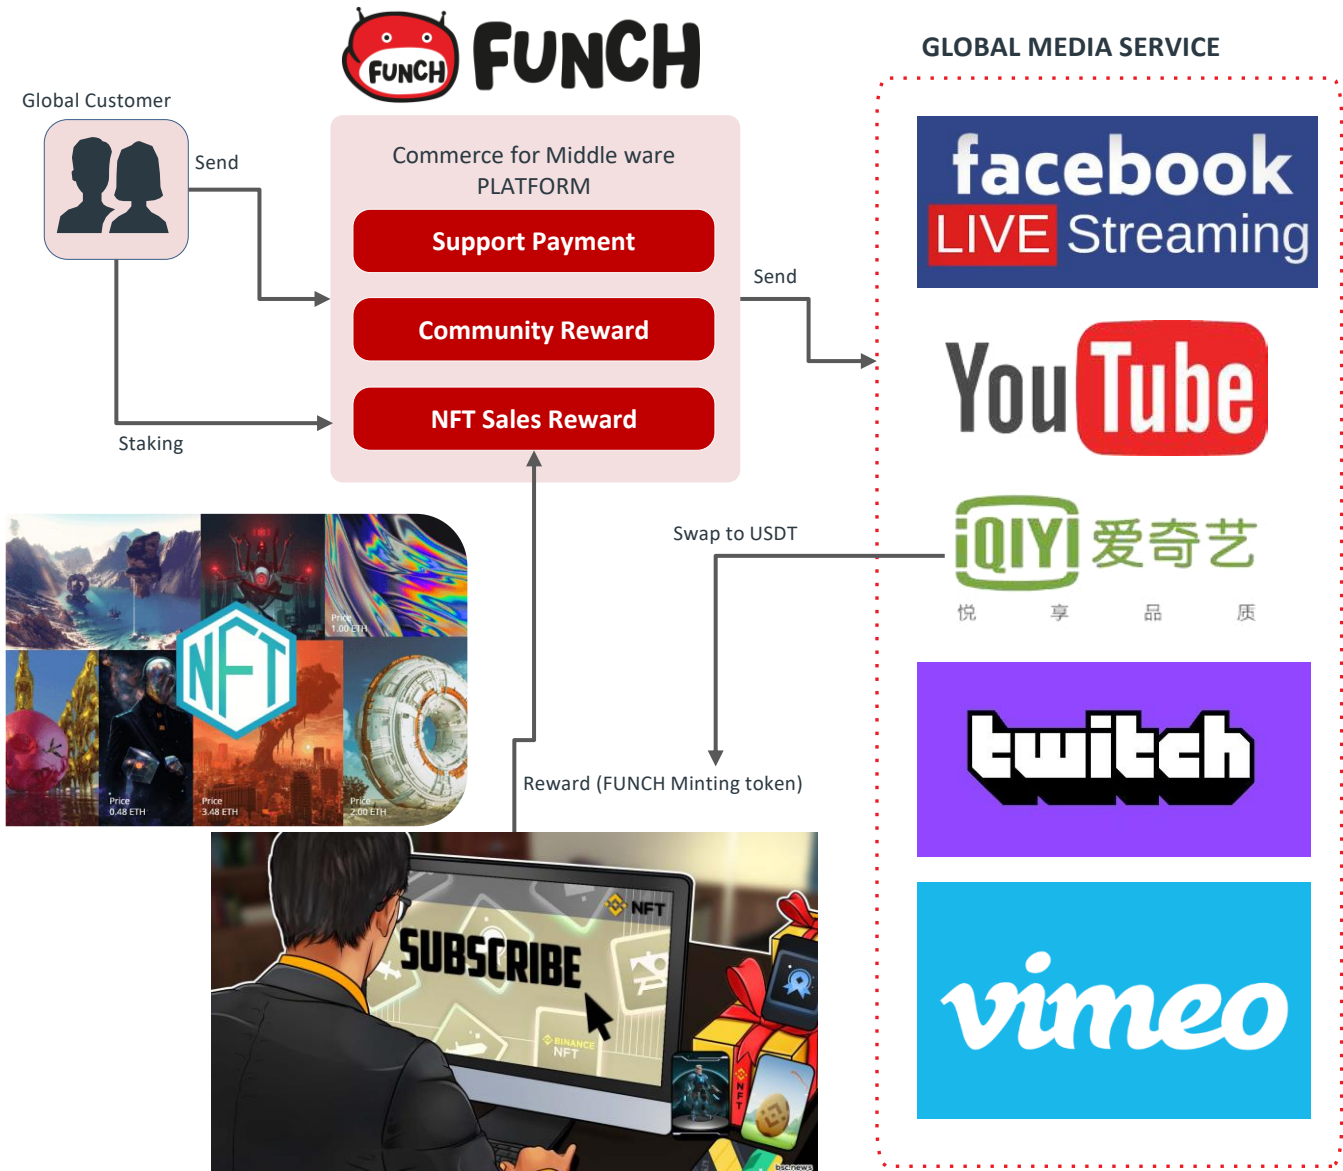 FUNCH
FUNCH
GLOBAL MEDIA SERVICE
Global Customer
Send
Commerce for Middle ware
PLATFORM
Support Payment
Community Reward
NFT Sales Reward
Staking
Send
facebook
LIVE Streaming
YouTube
iQIYI 爱奇艺
悦享品质
Swap to USDT
twitch
vimeo
Reward (FUNCH Minting token)
Price
1.00 ETH
NFT
Price
0.48 ETH
Price
3.48 ETH
Price
2.00 ETH
NFT
SUBSCRIBE
BINANCE
NFT
NFT
bsc.news